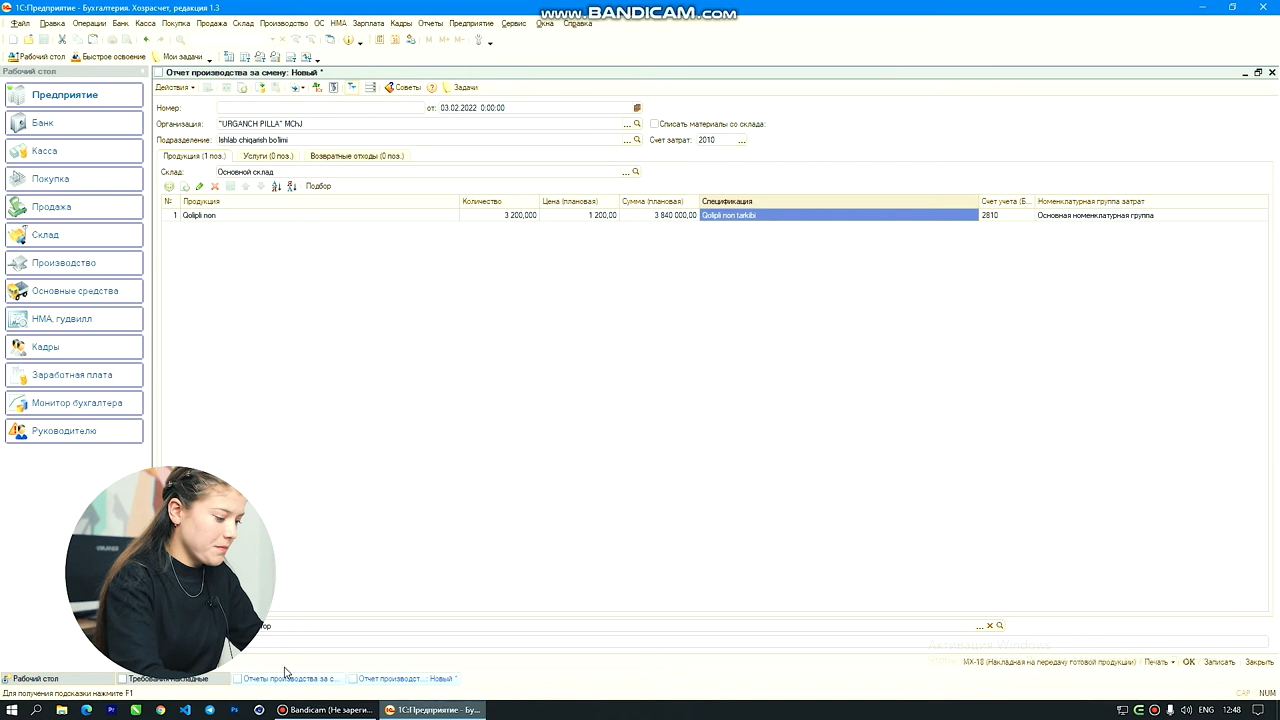 1С:Предприятие - Бухгалтерия. Хозрасчет, редакция 1.3
www.BANDICAM.com
Файл Правка Операции Банк Касса Покупка Продажа Склад Производство ОС НМА Зарплата Кадры Отчеты Предприятие Сервис Окна Справка
M M+ M-
Рабочий стол Быстрое освоение Мои задачи
Рабочий стол
Отчет производства за смену: Новый *
Действия Советы Задачи
Предприятие
Банк
Касса
Покупка
Продажа
Склад
Производство
Основные средства
НМА, гудвилл
Кадры
Заработная плата
Монитор бухгалтера
Руководителю
Номер: от: 03.02.2022 0:00:00
Организация: "URGANCH PILLA" MChJ ... Списать материалы со склада:
Подразделение: Ishlab chiqarish bo'limi ... Счет затрат: 2010 ...
Продукция (1 поз.) Услуги (0 поз.) Возвратные отходы (0 поз.)
Склад: Основной склад ...
Подбор
№ Продукция Количество Цена (плановая) Сумма (плановая) Спецификация Счет учета (Б... Номенклатурная группа затрат
1 Qolipli non 3 200,000 1 200,00 3 840 000,00 Qolipli non tarkibi 2810 Основная номенклатурная группа
...
Активация Windows
МХ-18 (Накладная на передачу готовой продукции) Печать OK Записать Закрыть
Рабочий стол Требования накладные Отчеты производства за с... Отчет производст...: Новый *
Для получения подсказки нажмите F1
CAP NUM
Bandicam (Не зареги... 1С:Предприятие - Бу... ENG 12:48